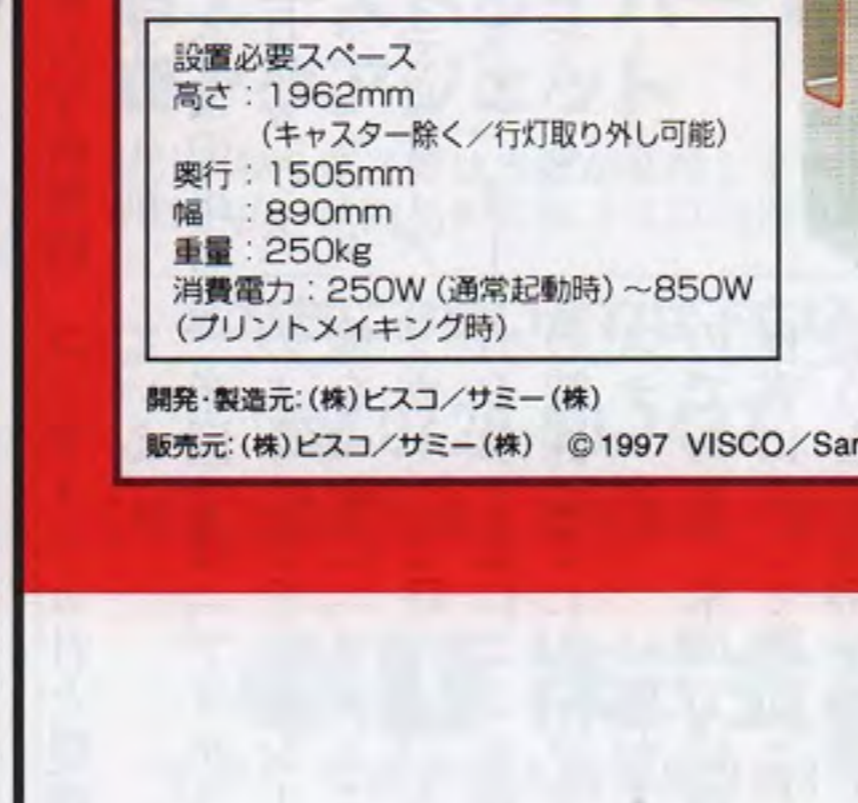 設置必要スペース
高さ：1962mm
（キャスター除く／行灯取り外し可能）
奥行：1505mm
幅　：890mm
重量：250kg
消費電力：250W（通常起動時）～850W
（プリントメイキング時）
開発・製造元：（株）ビスコ／サミー（株）
販売元：（株）ビスコ／サミー（株）　©1997 VISCO／Sa